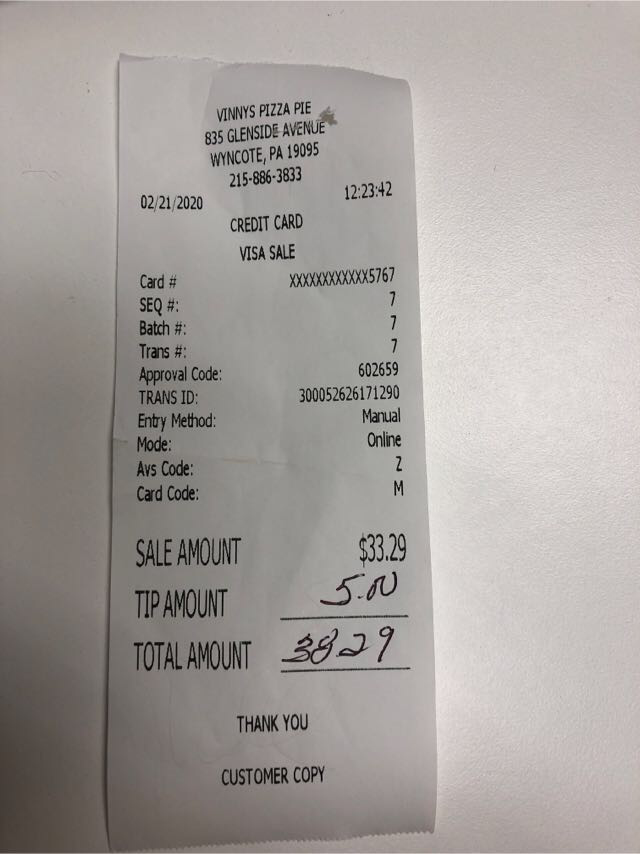 VINNYS PIZZA PIE
835 GLENSIDE AVENUE
WYNCOTE, PA 19095
215-886-3833
02/21/2020 12:23:42
CREDIT CARD
VISA SALE
Card # XXXXXXXXXXXX5767
SEQ #: 7
Batch #: 7
Trans #: 7
Approval Code: 602659
TRANS ID: 300052626171290
Entry Method: Manual
Mode: Online
Avs Code: Z
Card Code: M
SALE AMOUNT $33.29
TIP AMOUNT 5.00
TOTAL AMOUNT 38.29
THANK YOU
CUSTOMER COPY